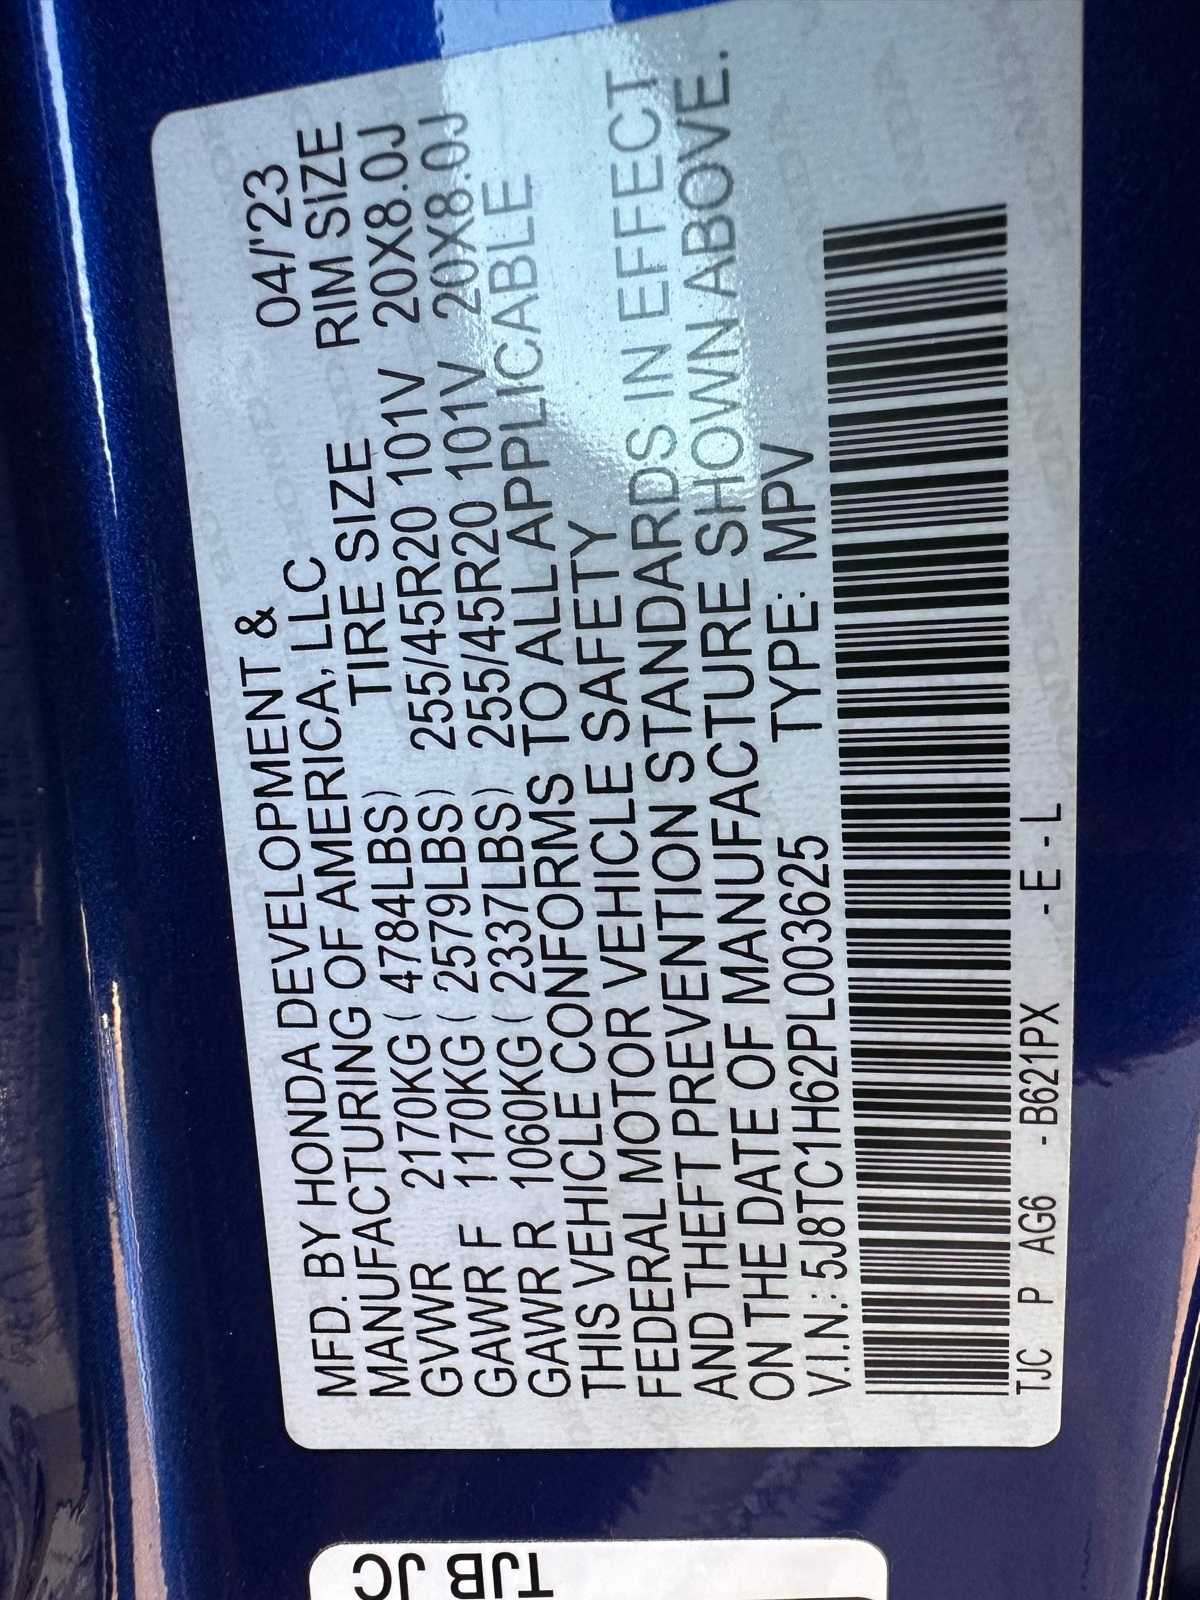 MFD. BY HONDA DEVELOPMENT &
MANUFACTURING OF AMERICA, LLC 04/'23
GVWR 2170KG ( 4784LBS) TIRE SIZE RIM SIZE
GAWR F 1170KG ( 2579LBS) 255/45R20 101V 20X8.0J
GAWR R 1060KG ( 2337LBS) 255/45R20 101V 20X8.0J
THIS VEHICLE CONFORMS TO ALL APPLICABLE
FEDERAL MOTOR VEHICLE SAFETY
AND THEFT PREVENTION STANDARDS IN EFFECT
ON THE DATE OF MANUFACTURE SHOWN ABOVE.
V.I.N.: 5J8TC1H62PL003625 TYPE: MPV
TJC P AG6 - B621PX - E - L
TJB JC